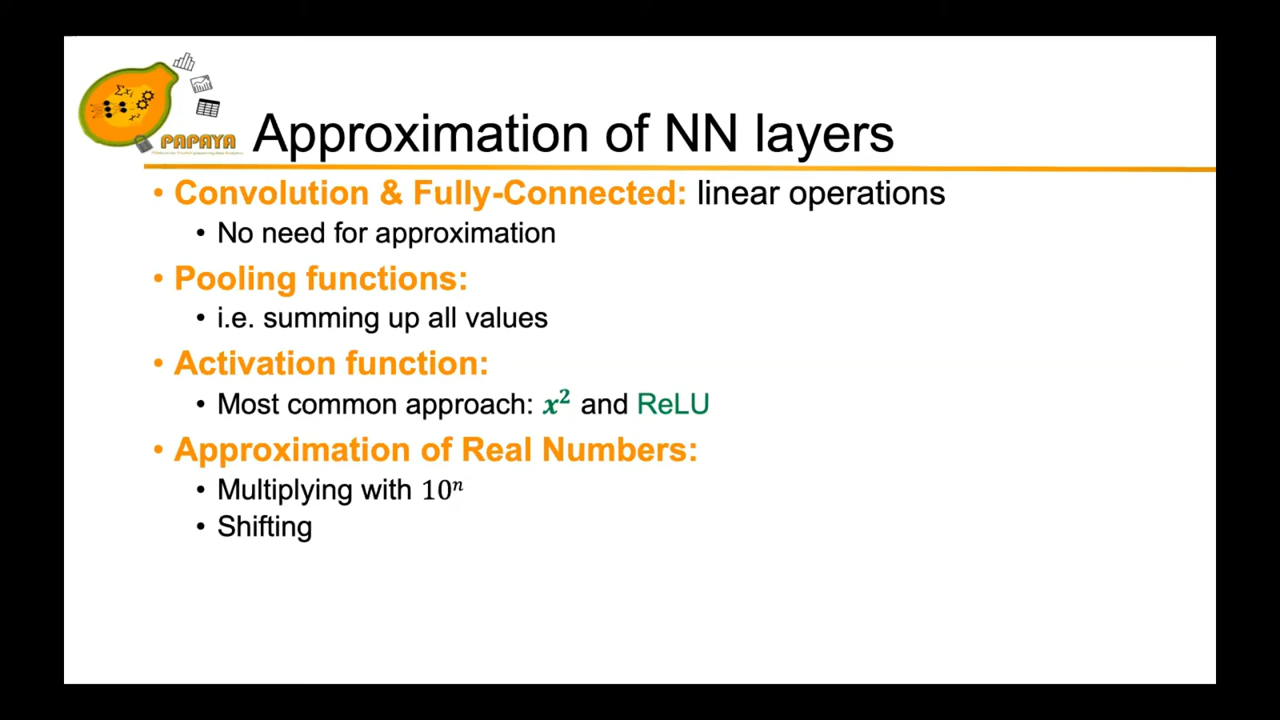 PAPAYA
Approximation of NN layers
• Convolution & Fully-Connected: linear operations
• No need for approximation
• Pooling functions:
• i.e. summing up all values
• Activation function:
• Most common approach: x² and ReLU
• Approximation of Real Numbers:
• Multiplying with 10ⁿ
• Shifting